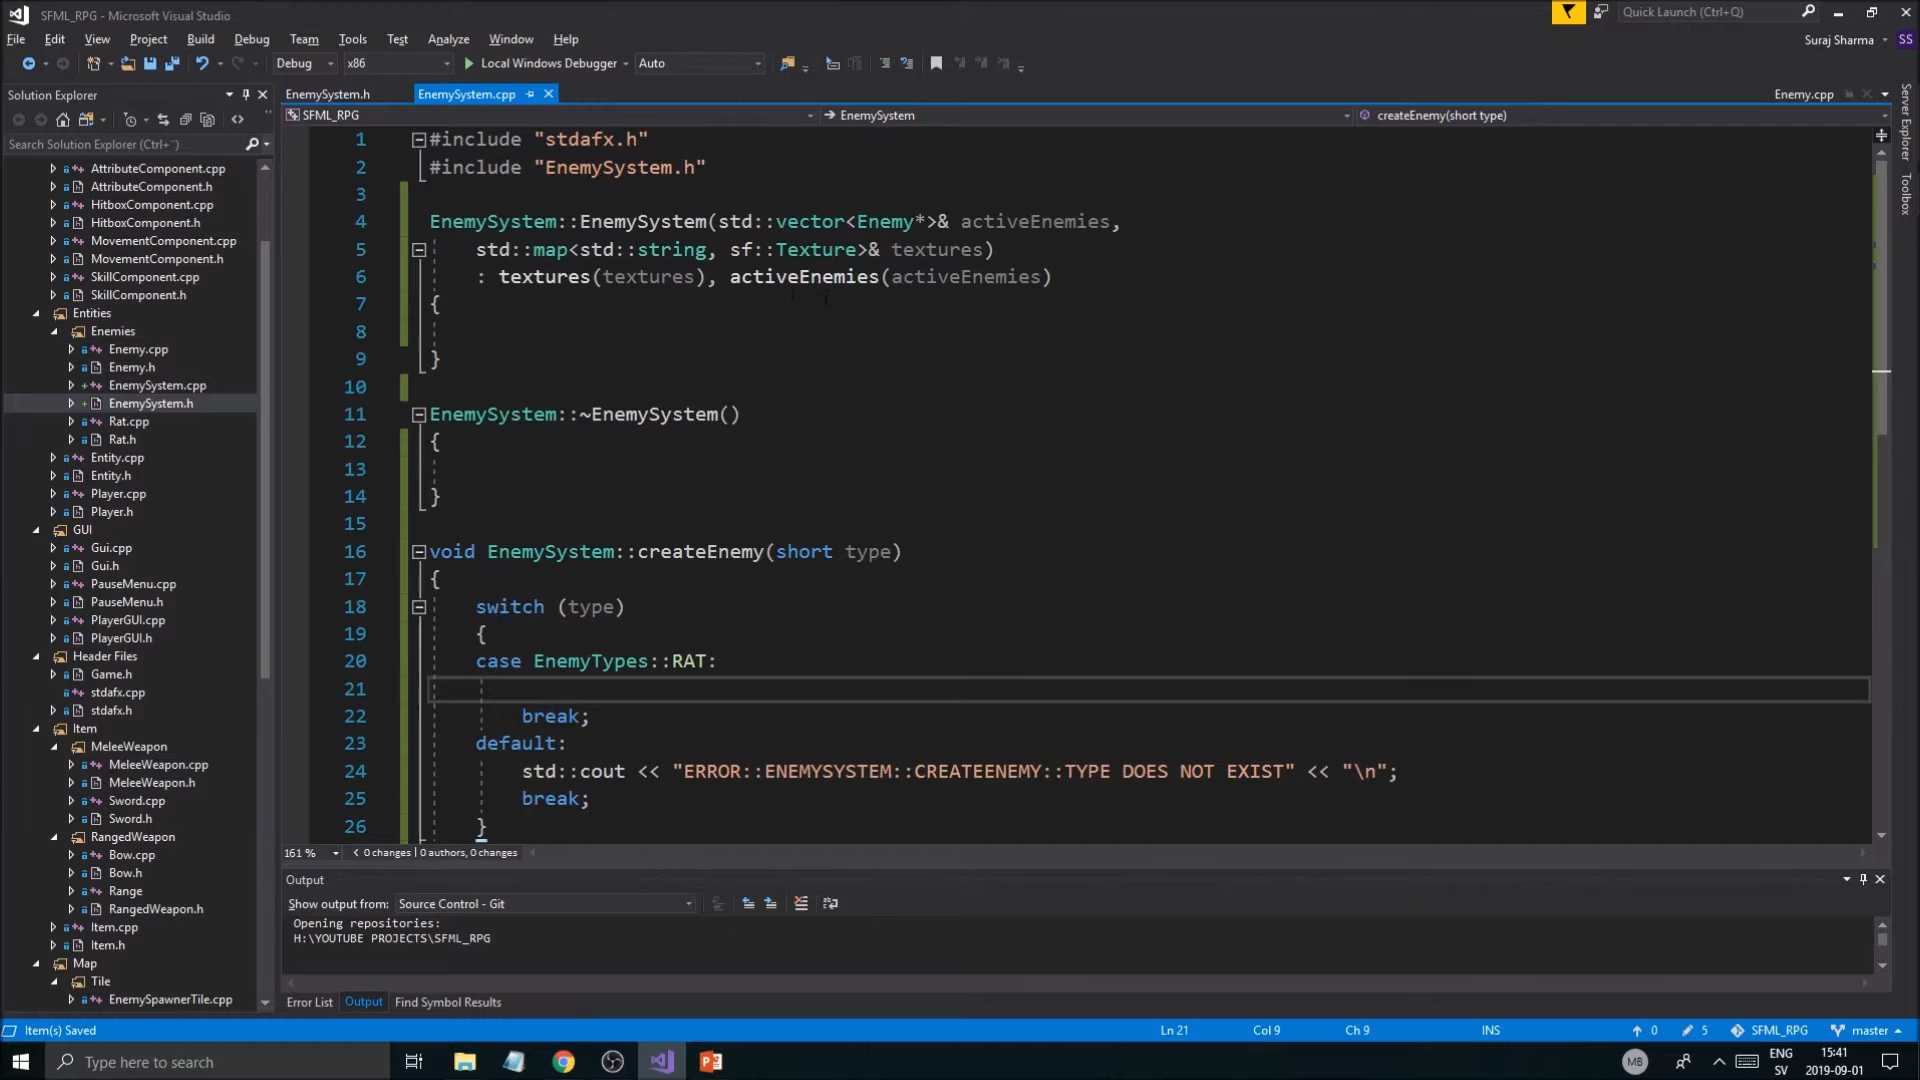 SFML_RPG - Microsoft Visual Studio
Quick Launch (Ctrl+Q)
File Edit View Project Build Debug Team Tools Test Analyze Window Help
Suraj Sharma SS
Debug x86 Local Windows Debugger Auto
Solution Explorer
EnemySystem.h EnemySystem.cpp Enemy.cpp
SFML_RPG EnemySystem createEnemy(short type)
Search Solution Explorer (Ctrl+¨)
Server Explorer
Toolbox
AttributeComponent.cpp
AttributeComponent.h
HitboxComponent.cpp
HitboxComponent.h
MovementComponent.cpp
MovementComponent.h
SkillComponent.cpp
SkillComponent.h
Entities
Enemies
Enemy.cpp
Enemy.h
EnemySystem.cpp
EnemySystem.h
Rat.cpp
Rat.h
Entity.cpp
Entity.h
Player.cpp
Player.h
GUI
Gui.cpp
Gui.h
PauseMenu.cpp
PauseMenu.h
PlayerGUI.cpp
PlayerGUI.h
Header Files
Game.h
stdafx.cpp
stdafx.h
Item
MeleeWeapon
MeleeWeapon.cpp
MeleeWeapon.h
Sword.cpp
Sword.h
RangedWeapon
Bow.cpp
Bow.h
Range
RangedWeapon.h
Item.cpp
Item.h
Map
Tile
EnemySpawnerTile.cpp
1 #include "stdafx.h"
2 #include "EnemySystem.h"
3
4 EnemySystem::EnemySystem(std::vector<Enemy*>& activeEnemies,
5 std::map<std::string, sf::Texture>& textures)
6 : textures(textures), activeEnemies(activeEnemies)
7 {
8
9 }
10
11 EnemySystem::~EnemySystem()
12 {
13
14 }
15
16 void EnemySystem::createEnemy(short type)
17 {
18 switch (type)
19 {
20 case EnemyTypes::RAT:
21
22 break;
23 default:
24 std::cout << "ERROR::ENEMYSYSTEM::CREATEENEMY::TYPE DOES NOT EXIST" << "\n";
25 break;
26 }
161 % 0 changes | 0 authors, 0 changes
Output
Show output from: Source Control - Git
Opening repositories:
H:\YOUTUBE PROJECTS\SFML_RPG
Error List Output Find Symbol Results
Item(s) Saved Ln 21 Col 9 Ch 9 INS 0 5 SFML_RPG master
Type here to search
MB ENG 15:41
SV 2019-09-01